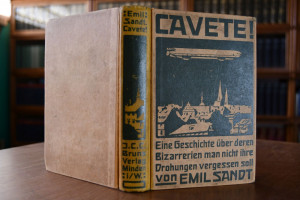 !Emil
Sandt,
Cavete!
J.C.C.
Bruns
Verlag
Minden
i/W.
CAVETE!
Eine Geschichte über deren
Bizarrerien man nicht ihre
Drohungen vergessen soll
von EMIL SANDT